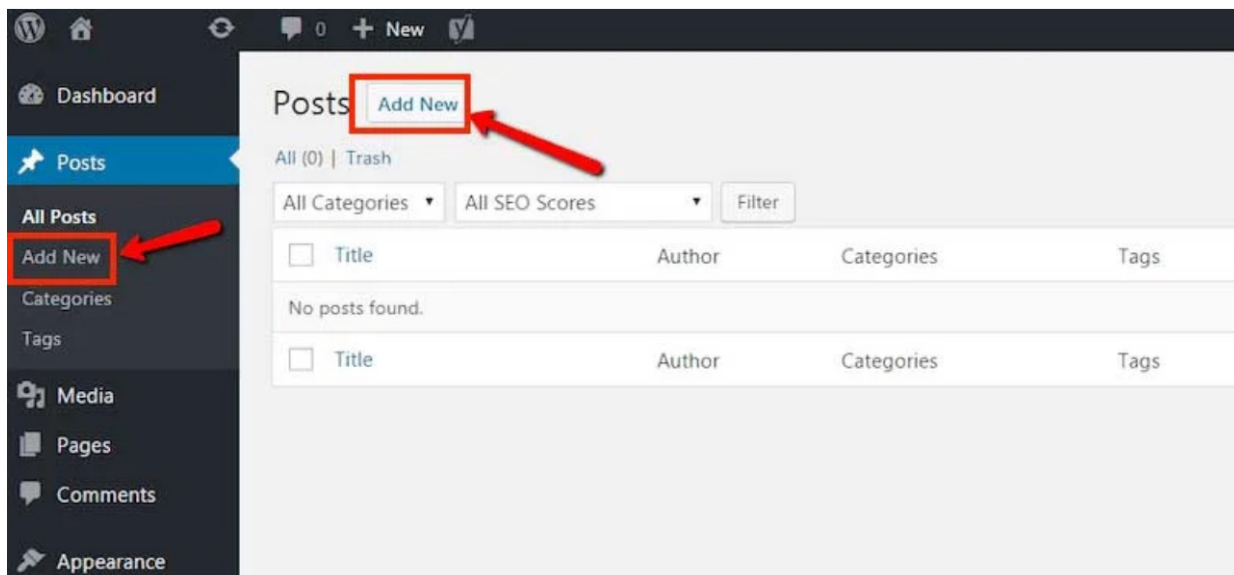 0 + New
Dashboard
Posts
All Posts
Add New
Categories
Tags
Media
Pages
Comments
Appearance
Posts Add New
All (0) | Trash
All Categories All SEO Scores Filter
Title Author Categories Tags
No posts found.
Title Author Categories Tags